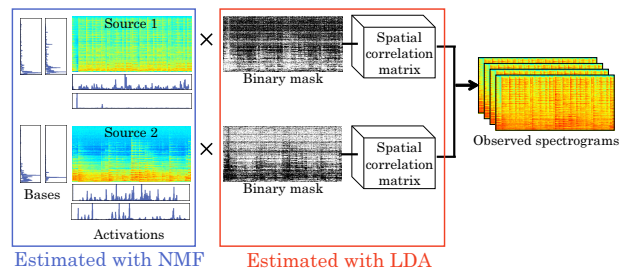 Source 1
×
Binary mask
Spatial
correlation
matrix
Observed spectrograms
Source 2
×
Binary mask
Spatial
correlation
matrix
Bases
Activations
Estimated with NMF
Estimated with LDA